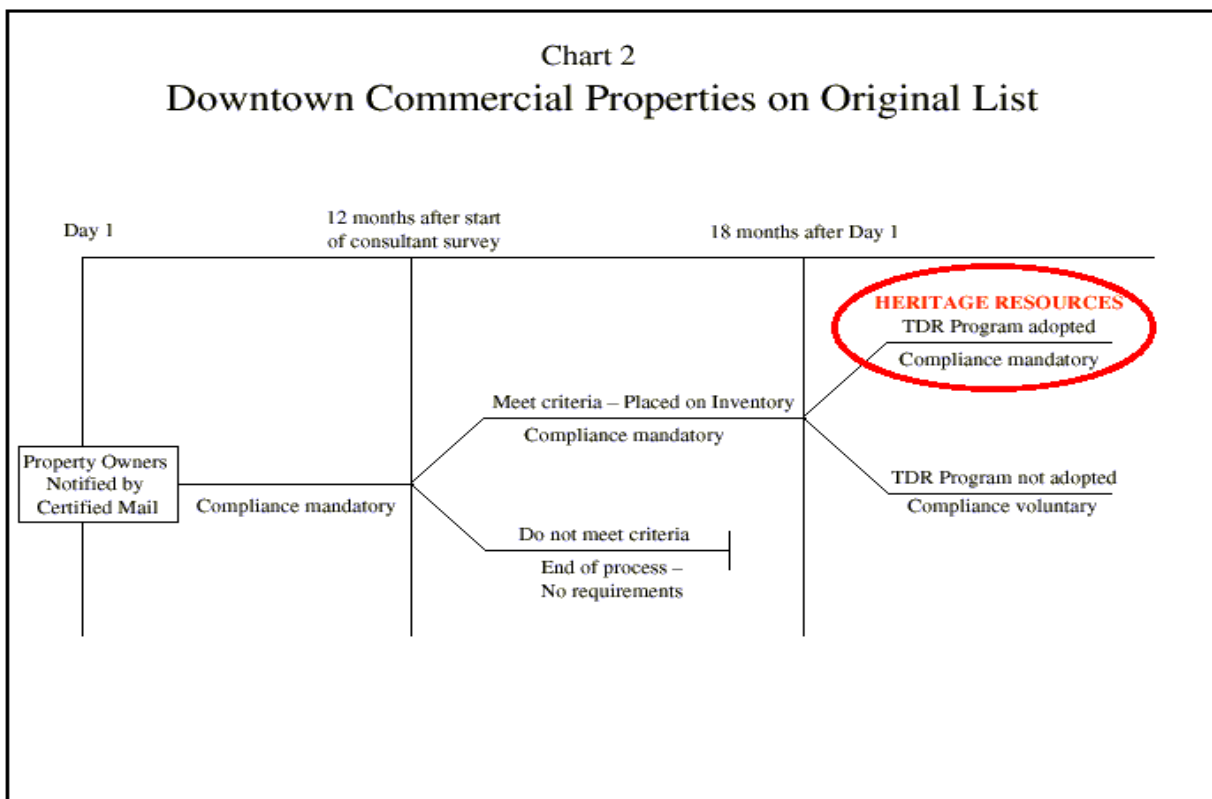 Chart 2
Downtown Commercial Properties on Original List
Day 1
12 months after start
of consultant survey
18 months after Day 1
HERITAGE RESOURCES
TDR Program adopted
Compliance mandatory
Meet criteria – Placed on Inventory
Compliance mandatory
Property Owners
Notified by
Certified Mail
Compliance mandatory
TDR Program not adopted
Compliance voluntary
Do not meet criteria
End of process –
No requirements